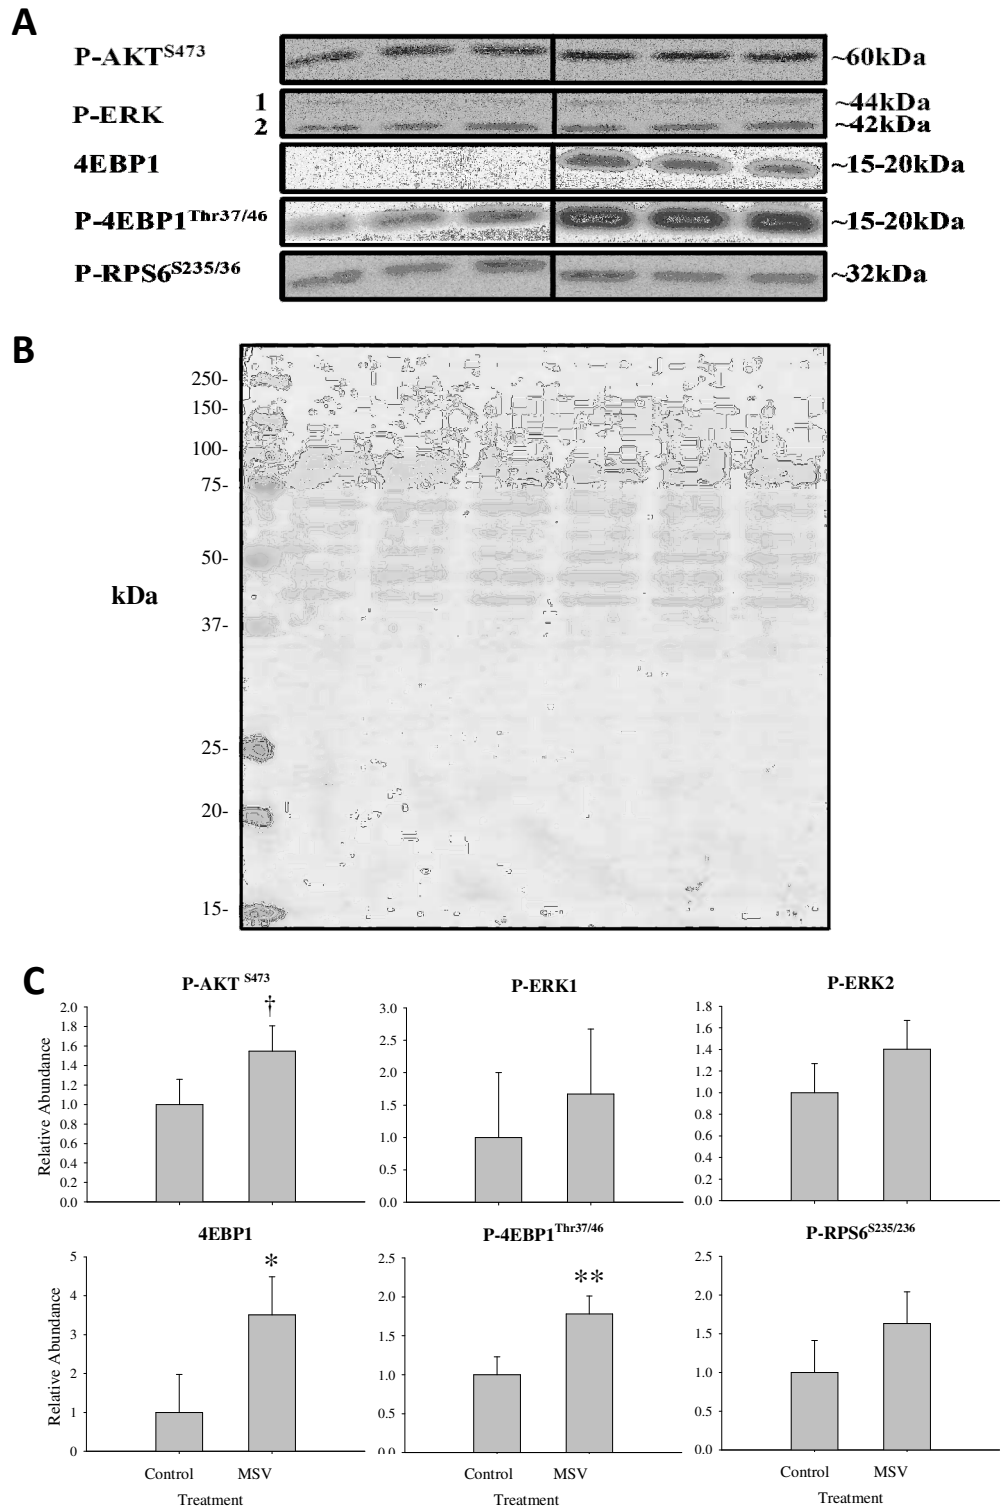 A
P-AKT^S473 ~60kDa
P-ERK 1 ~44kDa
2 ~42kDa
4EBP1 ~15-20kDa
P-4EBP1^Thr37/46 ~15-20kDa
P-RPS6^S235/36 ~32kDa
B
250-
150-
100-
75-
50-
kDa
37-
25-
20-
15-
C
P-AKT S473
†
Relative Abundance
2.0
1.8
1.6
1.4
1.2
1.0
0.8
0.6
0.4
0.2
0.0
P-ERK1
3.0
2.5
2.0
1.5
1.0
0.5
0.0
P-ERK2
1.8
1.6
1.4
1.2
1.0
0.8
0.6
0.4
0.2
0.0
4EBP1
*
Relative Abundance
5
4
3
2
1
0
Control MSV
Treatment
P-4EBP1^Thr37/46
**
2.5
2.0
1.5
1.0
0.5
0.0
Control MSV
Treatment
P-RPS6^S235/236
2.5
2.0
1.5
1.0
0.5
0.0
Control MSV
Treatment